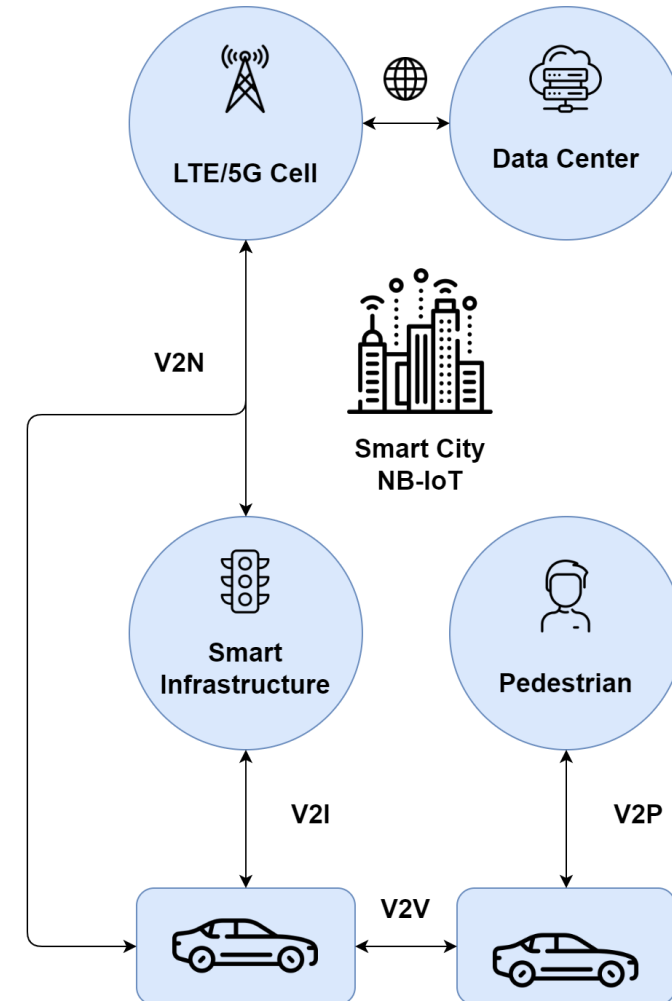 LTE/5G Cell
Data Center
V2N
Smart City
NB-IoT
Smart
Infrastructure
Pedestrian
V2I
V2P
V2V